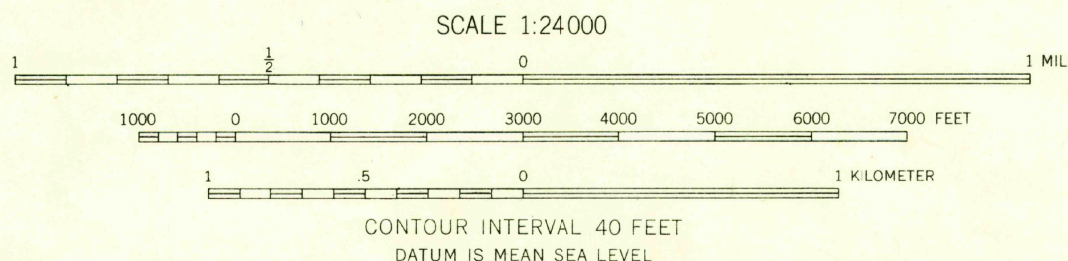 SCALE 1:24000
1 1/2 0 1 MIL
1000 0 1000 2000 3000 4000 5000 6000 7000 FEET
1 .5 0 1 KILOMETER
CONTOUR INTERVAL 40 FEET
DATUM IS MEAN SEA LEVEL